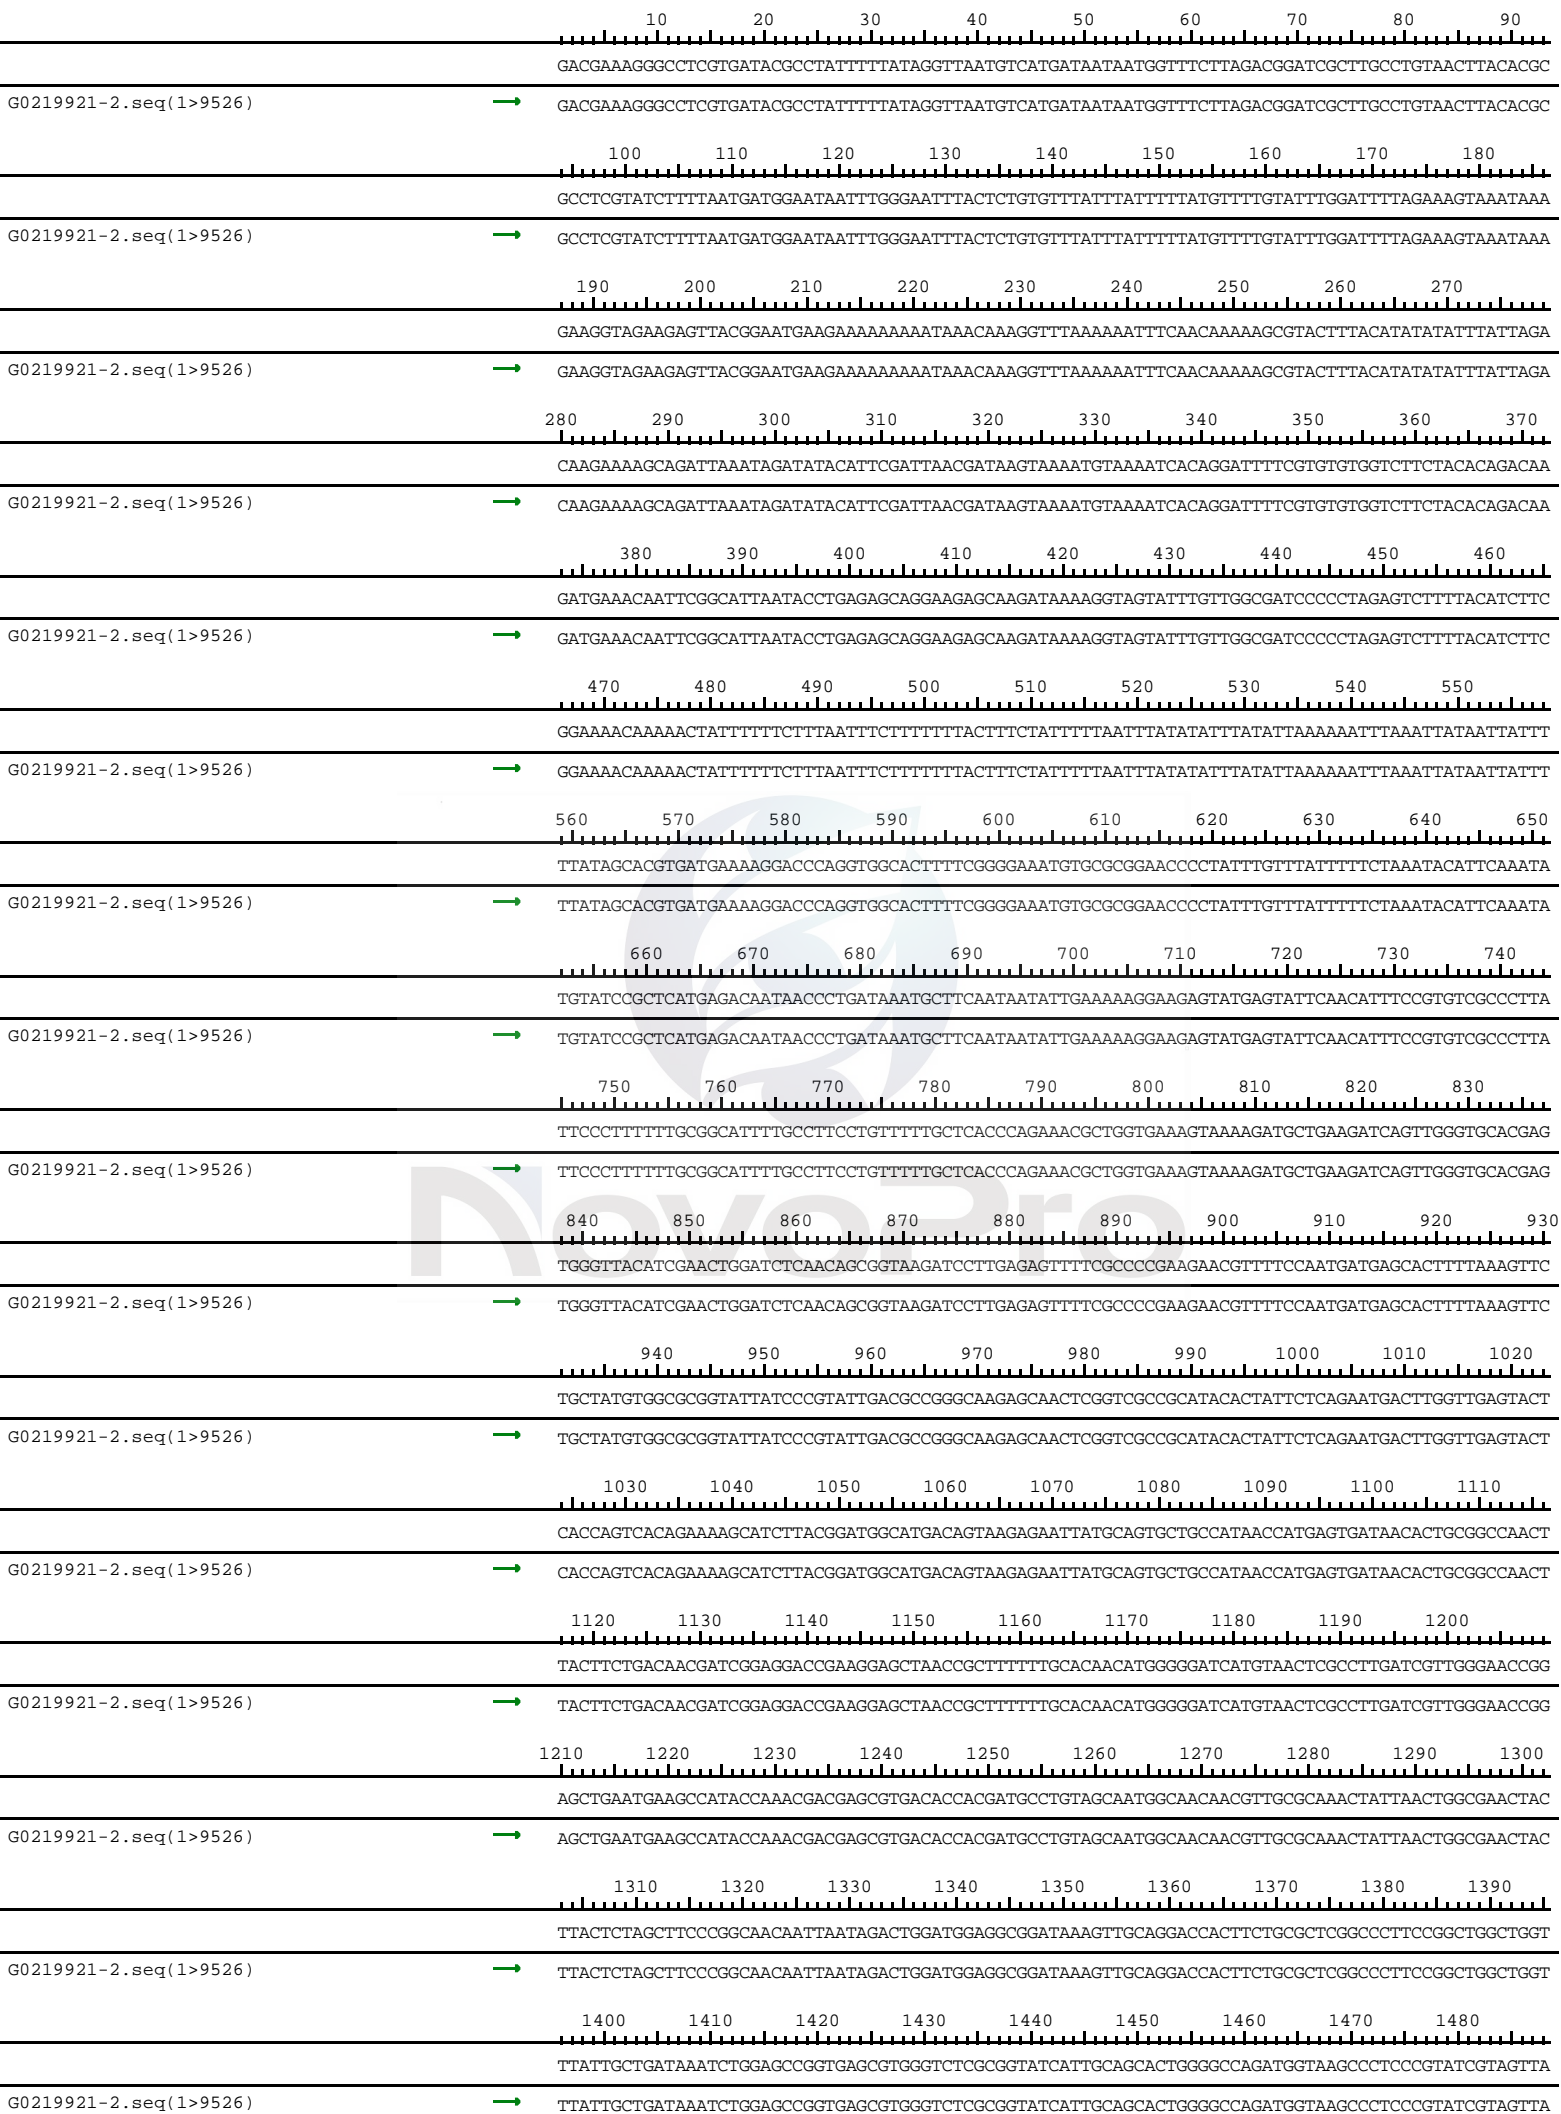 10 20 30 40 50 60 70 80 90
GACGAAAGGGCCTCGTGATACGCCTATTTTTATAGGTTAATGTCATGATAATAATGGTTTCTTAGACGGATCGCTTGCCTGTAACTTACACGC
G0219921-2.seq(1>9526) GACGAAAGGGCCTCGTGATACGCCTATTTTTATAGGTTAATGTCATGATAATAATGGTTTCTTAGACGGATCGCTTGCCTGTAACTTACACGC
100 110 120 130 140 150 160 170 180
GCCTCGTATCTTTTAATGATGGAATAATTTGGGAATTTACTCTGTGTTTATTTATTTTTATGTTTTGTATTTGGATTTTAGAAAGTAAATAAA
G0219921-2.seq(1>9526) GCCTCGTATCTTTTAATGATGGAATAATTTGGGAATTTACTCTGTGTTTATTTATTTTTATGTTTTGTATTTGGATTTTAGAAAGTAAATAAA
190 200 210 220 230 240 250 260 270
GAAGGTAGAAGAGTTACGGAATGAAGAAAAAAAAATAAACAAAGGTTTAAAAAATTTCAACAAAAAGCGTACTTTACATATATATTTATTAGA
G0219921-2.seq(1>9526) GAAGGTAGAAGAGTTACGGAATGAAGAAAAAAAAATAAACAAAGGTTTAAAAAATTTCAACAAAAAGCGTACTTTACATATATATTTATTAGA
280 290 300 310 320 330 340 350 360 370
CAAGAAAAGCAGATTAAATAGATATACATTCGATTAACGATAAGTAAAATGTAAAATCACAGGATTTTCGTGTGTGGTCTTCTACACAGACAA
G0219921-2.seq(1>9526) CAAGAAAAGCAGATTAAATAGATATACATTCGATTAACGATAAGTAAAATGTAAAATCACAGGATTTTCGTGTGTGGTCTTCTACACAGACAA
380 390 400 410 420 430 440 450 460
GATGAAACAATTCGGCATTAATACCTGAGAGCAGGAAGAGCAAGATAAAAGGTAGTATTTGTTGGCGATCCCCCTAGAGTCTTTTACATCTTC
G0219921-2.seq(1>9526) GATGAAACAATTCGGCATTAATACCTGAGAGCAGGAAGAGCAAGATAAAAGGTAGTATTTGTTGGCGATCCCCCTAGAGTCTTTTACATCTTC
470 480 490 500 510 520 530 540 550
GGAAAACAAAAACTATTTTTTCTTTAATTTCTTTTTTTACTTTCTATTTTTAATTTATATATTTATATTAAAAAATTTAAATTATAATTATTT
G0219921-2.seq(1>9526) GGAAAACAAAAACTATTTTTTCTTTAATTTCTTTTTTTACTTTCTATTTTTAATTTATATATTTATATTAAAAAATTTAAATTATAATTATTT
560 570 580 590 600 610 620 630 640 650
TTATAGCACGTGATGAAAAGGACCCAGGTGGCACTTTTCGGGGAAATGTGCGCGGAACCCCTATTTGTTTATTTTTCTAAATACATTCAAATA
G0219921-2.seq(1>9526) TTATAGCACGTGATGAAAAGGACCCAGGTGGCACTTTTCGGGGAAATGTGCGCGGAACCCCTATTTGTTTATTTTTCTAAATACATTCAAATA
660 670 680 690 700 710 720 730 740
TGTATCCGCTCATGAGACAATAACCCTGATAAATGCTTCAATAATATTGAAAAAGGAAGAGTATGAGTATTCAACATTTCCGTGTCGCCCTTA
G0219921-2.seq(1>9526) TGTATCCGCTCATGAGACAATAACCCTGATAAATGCTTCAATAATATTGAAAAAGGAAGAGTATGAGTATTCAACATTTCCGTGTCGCCCTTA
750 760 770 780 790 800 810 820 830
TTCCCTTTTTTGCGGCATTTTGCCTTCCTGTTTTTGCTCACCCAGAAACGCTGGTGAAAGTAAAAGATGCTGAAGATCAGTTGGGTGCACGAG
G0219921-2.seq(1>9526) TTCCCTTTTTTGCGGCATTTTGCCTTCCTGTTTTTGCTCACCCAGAAACGCTGGTGAAAGTAAAAGATGCTGAAGATCAGTTGGGTGCACGAG
NovoPro
840 850 860 870 880 890 900 910 920 930
TGGGTTACATCGAACTGGATCTCAACAGCGGTAAGATCCTTGAGAGTTTTCGCCCCGAAGAACGTTTTCCAATGATGAGCACTTTTAAAGTTC
G0219921-2.seq(1>9526) TGGGTTACATCGAACTGGATCTCAACAGCGGTAAGATCCTTGAGAGTTTTCGCCCCGAAGAACGTTTTCCAATGATGAGCACTTTTAAAGTTC
940 950 960 970 980 990 1000 1010 1020
TGCTATGTGGCGCGGTATTATCCCGTATTGACGCCGGGCAAGAGCAACTCGGTCGCCGCATACACTATTCTCAGAATGACTTGGTTGAGTACT
G0219921-2.seq(1>9526) TGCTATGTGGCGCGGTATTATCCCGTATTGACGCCGGGCAAGAGCAACTCGGTCGCCGCATACACTATTCTCAGAATGACTTGGTTGAGTACT
1030 1040 1050 1060 1070 1080 1090 1100 1110
CACCAGTCACAGAAAAGCATCTTACGGATGGCATGACAGTAAGAGAATTATGCAGTGCTGCCATAACCATGAGTGATAACACTGCGGCCAACT
G0219921-2.seq(1>9526) CACCAGTCACAGAAAAGCATCTTACGGATGGCATGACAGTAAGAGAATTATGCAGTGCTGCCATAACCATGAGTGATAACACTGCGGCCAACT
1120 1130 1140 1150 1160 1170 1180 1190 1200
TACTTCTGACAACGATCGGAGGACCGAAGGAGCTAACCGCTTTTTTGCACAACATGGGGGATCATGTAACTCGCCTTGATCGTTGGGAACCGG
G0219921-2.seq(1>9526) TACTTCTGACAACGATCGGAGGACCGAAGGAGCTAACCGCTTTTTTGCACAACATGGGGGATCATGTAACTCGCCTTGATCGTTGGGAACCGG
1210 1220 1230 1240 1250 1260 1270 1280 1290 1300
AGCTGAATGAAGCCATACCAAACGACGAGCGTGACACCACGATGCCTGTAGCAATGGCAACAACGTTGCGCAAACTATTAACTGGCGAACTAC
G0219921-2.seq(1>9526) AGCTGAATGAAGCCATACCAAACGACGAGCGTGACACCACGATGCCTGTAGCAATGGCAACAACGTTGCGCAAACTATTAACTGGCGAACTAC
1310 1320 1330 1340 1350 1360 1370 1380 1390
TTACTCTAGCTTCCCGGCAACAATTAATAGACTGGATGGAGGCGGATAAAGTTGCAGGACCACTTCTGCGCTCGGCCCTTCCGGCTGGCTGGT
G0219921-2.seq(1>9526) TTACTCTAGCTTCCCGGCAACAATTAATAGACTGGATGGAGGCGGATAAAGTTGCAGGACCACTTCTGCGCTCGGCCCTTCCGGCTGGCTGGT
1400 1410 1420 1430 1440 1450 1460 1470 1480
TTATTGCTGATAAATCTGGAGCCGGTGAGCGTGGGTCTCGCGGTATCATTGCAGCACTGGGGCCAGATGGTAAGCCCTCCCGTATCGTAGTTA
G0219921-2.seq(1>9526) TTATTGCTGATAAATCTGGAGCCGGTGAGCGTGGGTCTCGCGGTATCATTGCAGCACTGGGGCCAGATGGTAAGCCCTCCCGTATCGTAGTTA